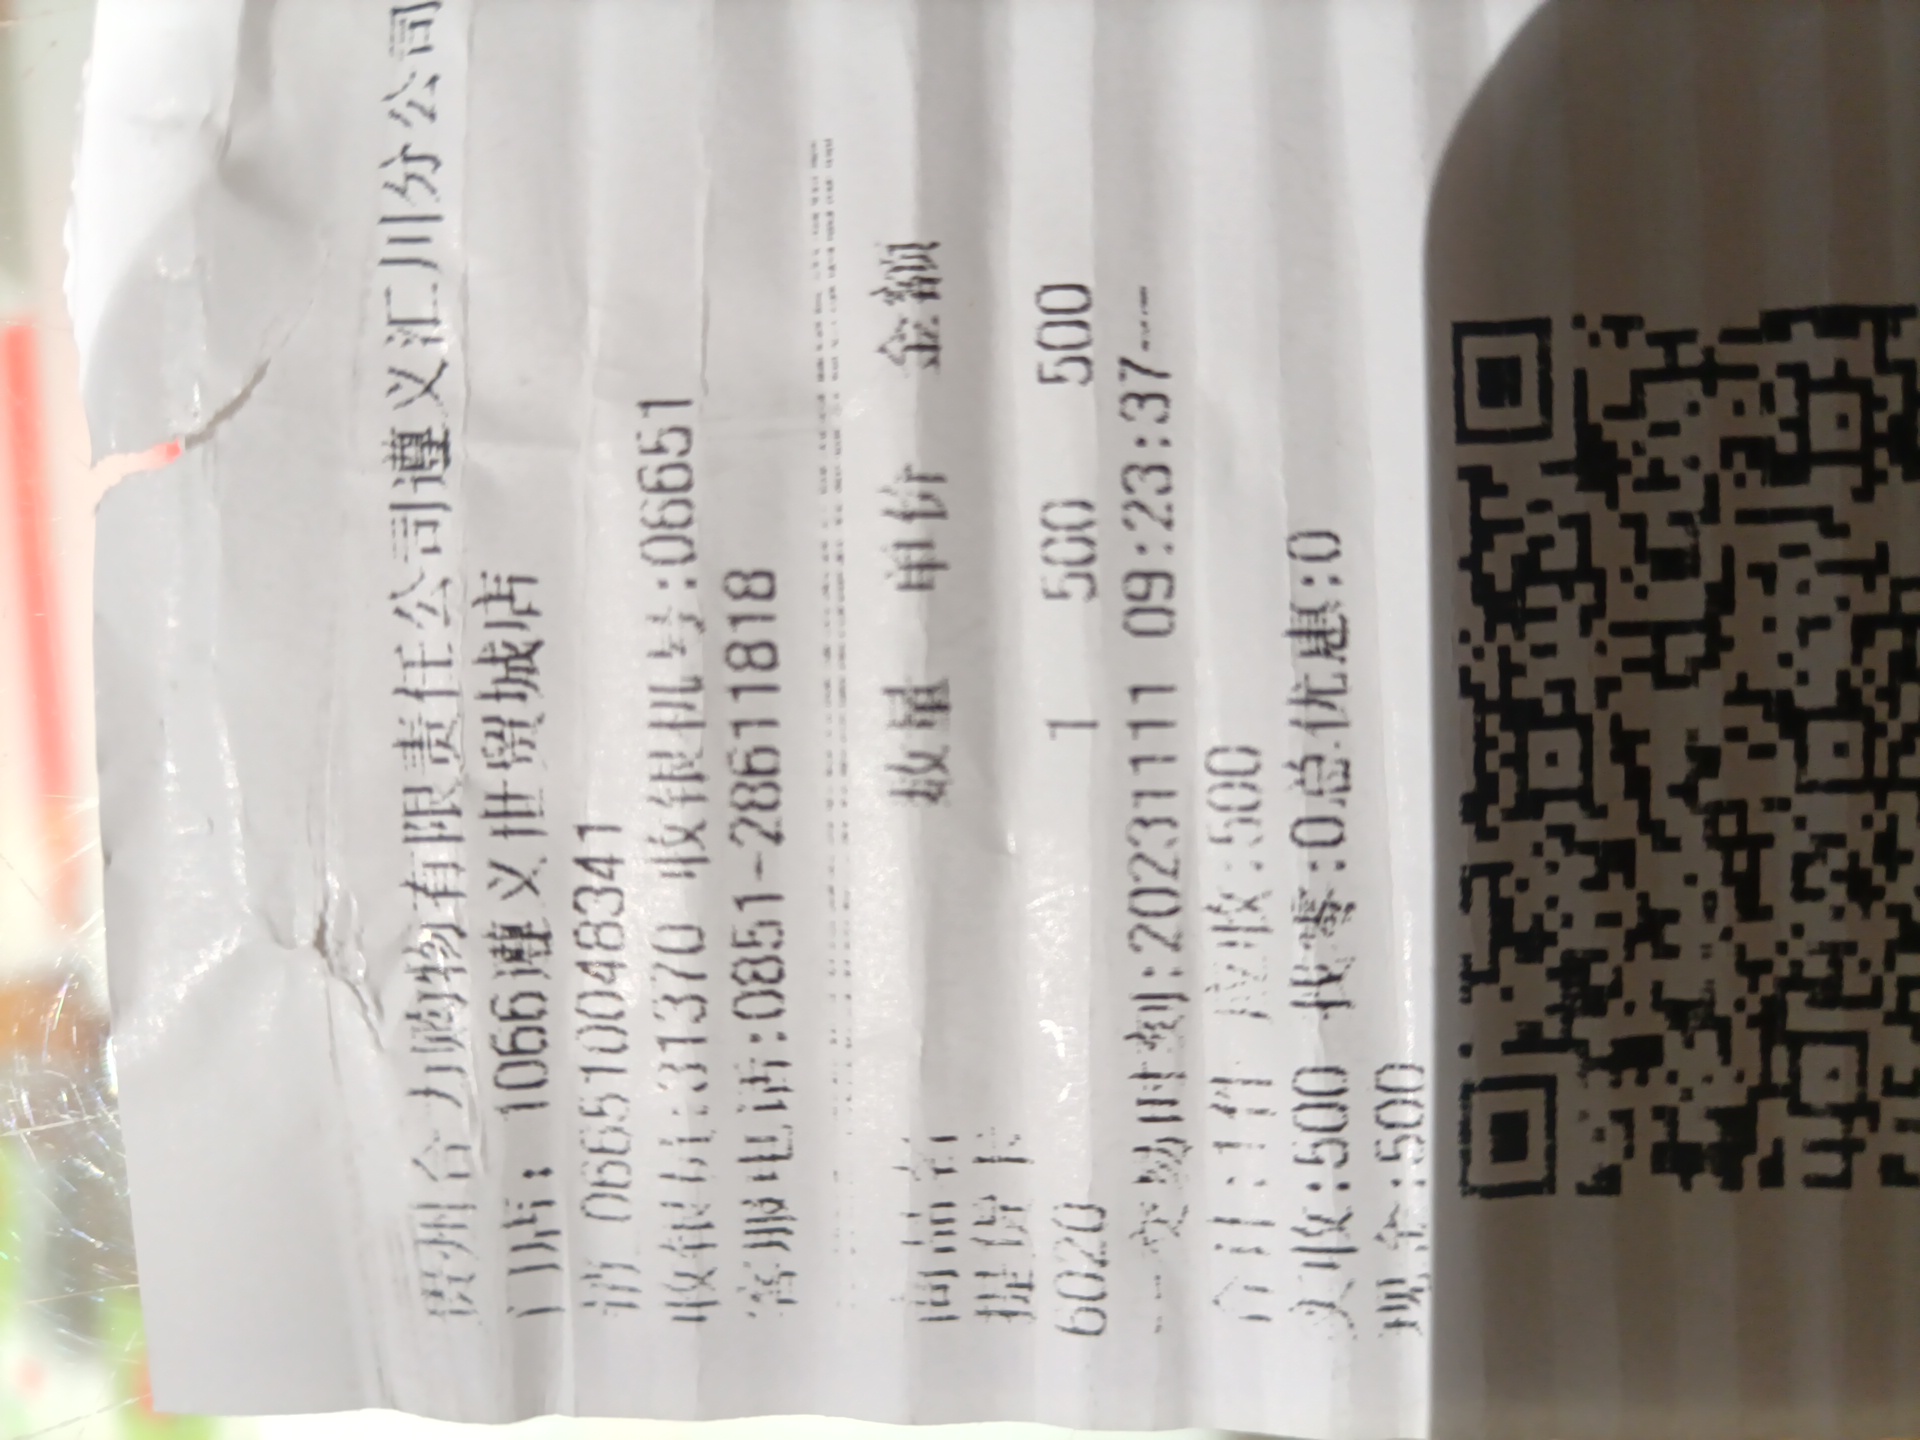 贵州合力购物有限责任公司遵义汇川分公司
门店: 1066遵义世贸城店
066510048341
收银员:31370 收银机号:06651
客服电话:0851-28611818
商品名 数量 单价 金额
提货卡
6020 1 500 500
---交易时刻:20231111 09:23:37---
合计:1件 应收:500
实收:500 找零:0总优惠:0
现金:500